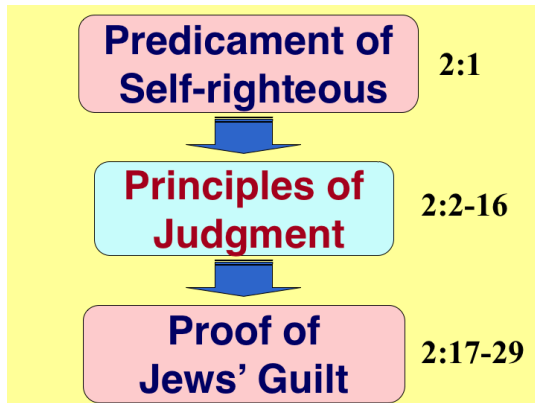 Predicament of
Self-righteous
2:1
Principles of
Judgment
2:2-16
Proof of
Jews’ Guilt
2:17-29